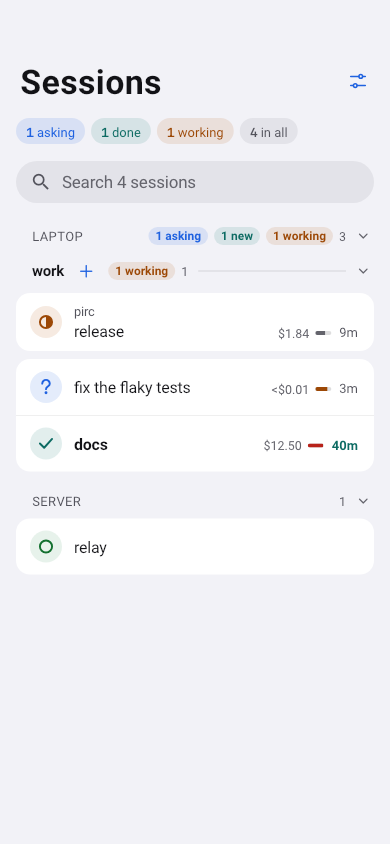 Sessions
1 asking 1 done 1 working 4 in all
Search 4 sessions
LAPTOP 1 asking 1 new 1 working 3
work + 1 working 1
pirc
release $1.84 9m
? fix the flaky tests <$0.01 3m
docs $12.50 40m
SERVER 1
relay